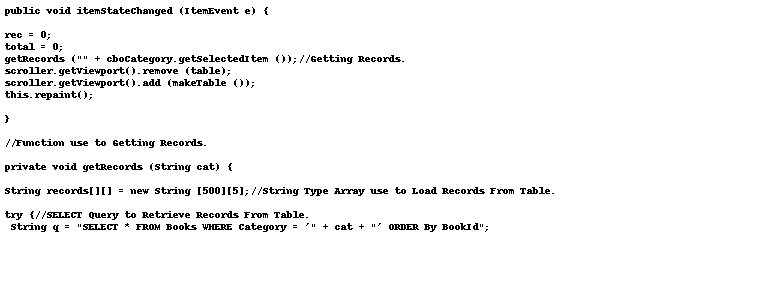 public void itemStateChanged (ItemEvent e) {
rec = 0;
total = 0;
getRecords ("" + cboCategory.getSelectedItem ());//Getting Records.
scroller.getViewport().remove (table);
scroller.getViewport().add (makeTable ());
this.repaint();
}
//Function use to Getting Records.
private void getRecords (String cat) {
String records[][] = new String [500][5];//String Type Array use to Load Records From Table.
try {//SELECT Query to Retrieve Records From Table.
String q = "SELECT * FROM Books WHERE Category = '" + cat + "' ORDER By BookId";